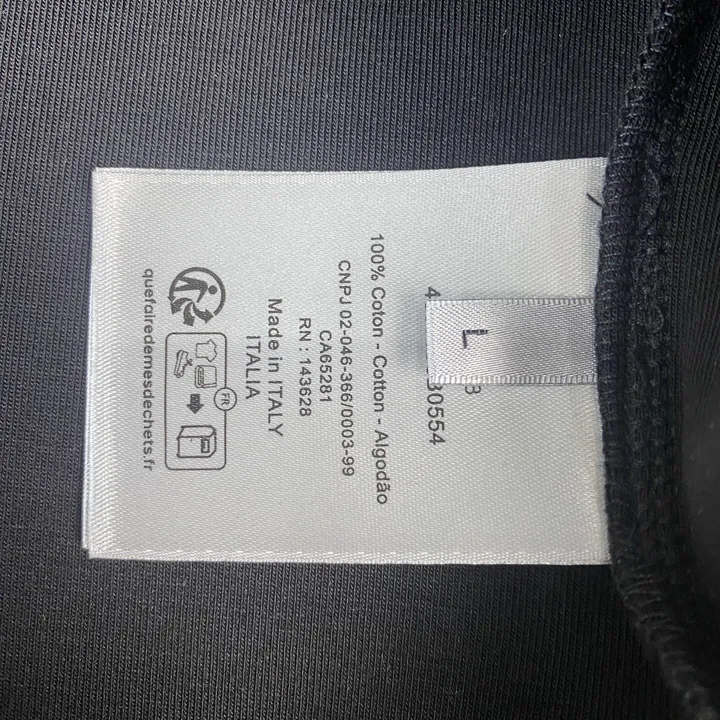 L
30554
100% Coton - Cotton - Algodão
CNPJ 02-046-366/0003-99
CA65281
RN : 143628
Made in ITALY
ITALIA
FR
quefairedemesdechets.fr